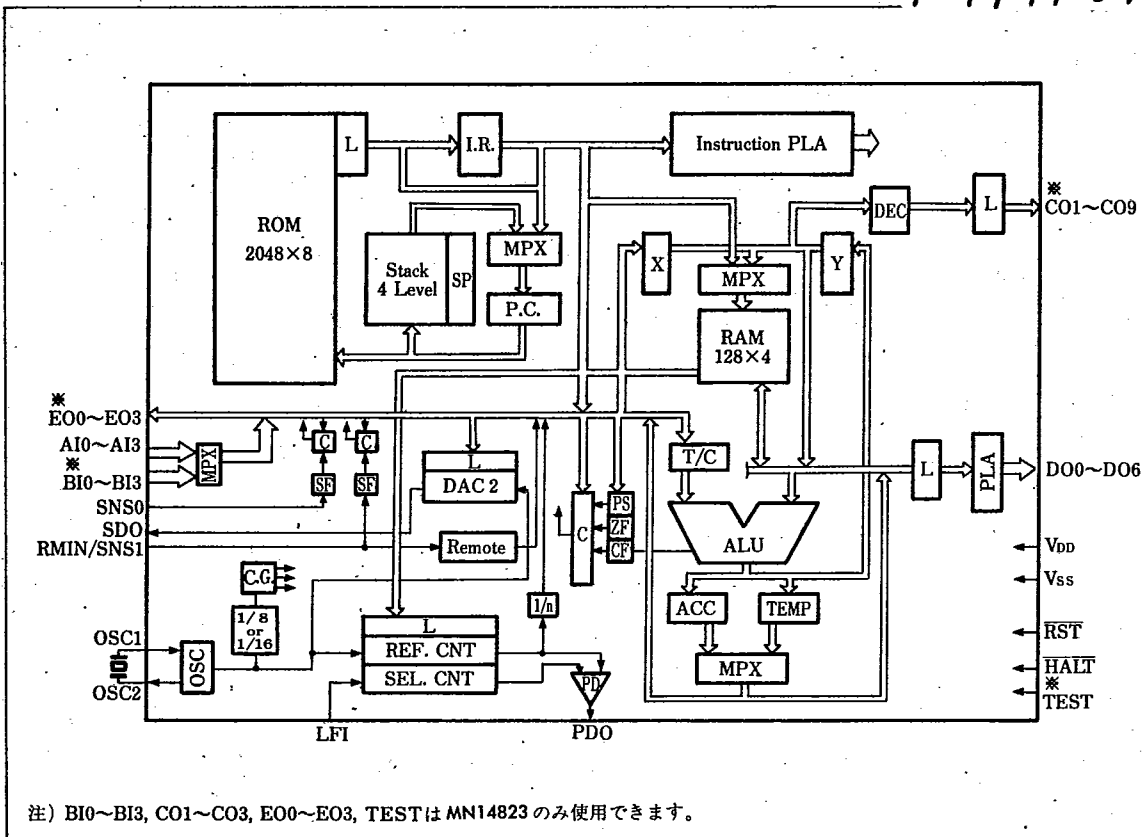 L
I.R.
Instruction PLA
ROM
2048×8
DEC
L
※
CO1~CO9
Stack
4 Level
SP
MPX
X
MPX
Y
P.C.
RAM
128×4
※
EO0~EO3
AI0~AI3
※
BI0~BI3
MPX
C
C
SF
SF
L
DAC 2
T/C
L
PLA
DO0~DO6
SNS0
SDO
RMIN/SNS1
Remote
C
PS
ZF
CF
ALU
VDD
VSS
C.G.
1/8
or
1/16
1/n
ACC
TEMP
RST
OSC1
OSC2
OSC
L
REF. CNT
SEL. CNT
PD
MPX
HALT
※
TEST
LFI
PDO
注) BI0~BI3, CO1~CO3, EO0~EO3, TESTはMN14823のみ使用できます。